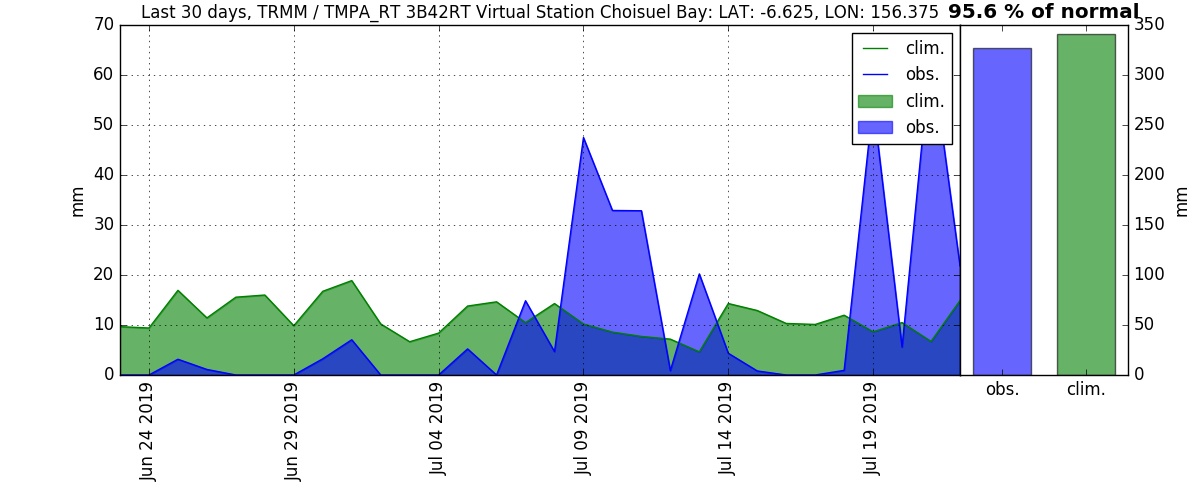 Last 30 days, TRMM / TMPA_RT 3B42RT Virtual Station Choisuel Bay: LAT: -6.625, LON: 156.375
95.6 % of normal
70
60
50
40
30
20
10
0
mm
clim.
obs.
clim.
obs.
Jun 24 2019
Jun 29 2019
Jul 04 2019
Jul 09 2019
Jul 14 2019
Jul 19 2019
350
300
250
200
150
100
50
0
mm
obs.
clim.